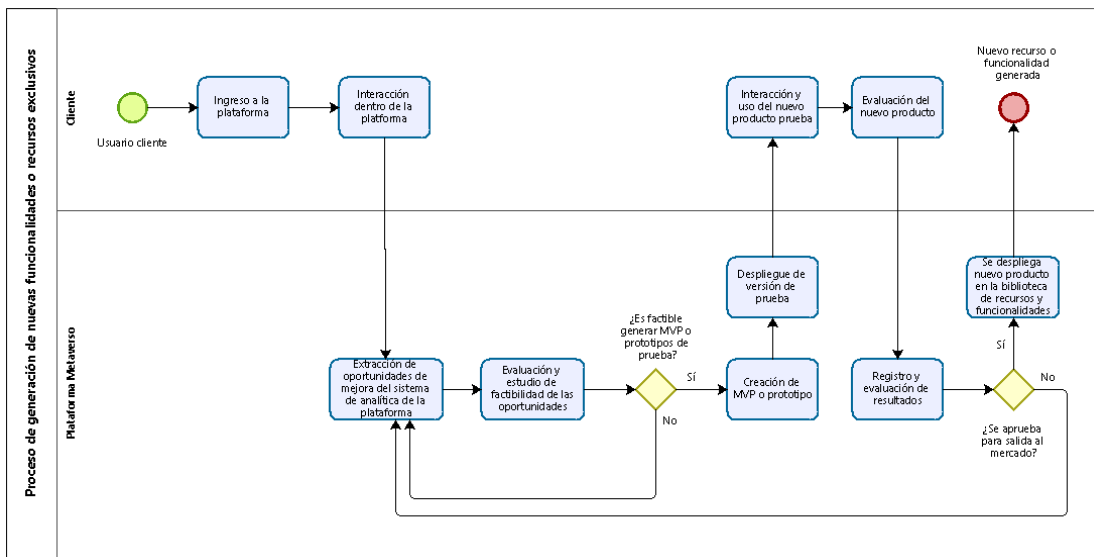 Proceso de generación de nuevas funcionalidades o recursos exclusivos
Cliente
Usuario cliente
Ingreso a la
plataforma
Interacción
dentro de la
platforma
Interacción y
uso del nuevo
producto prueba
Evaluación del
nuevo producto
Nuevo recurso o
funcionalidad
generada
Plataforma Metaverso
Extracción de
oportunidades de
mejora del sistema
de analítica de la
plataforma
Evaluación y
estudio de
factibilidad de las
oportunidades
¿Es factible
generar MVP o
prototipos de
prueba?
Sí
No
Creación de
MVP o prototipo
Despliegue de
versión de
prueba
Registro y
evaluación de
resultados
¿Se aprueba
para salida al
mercado?
Sí
No
Se despliega
nuevo producto
en la biblioteca
de recursos y
funcionalidades